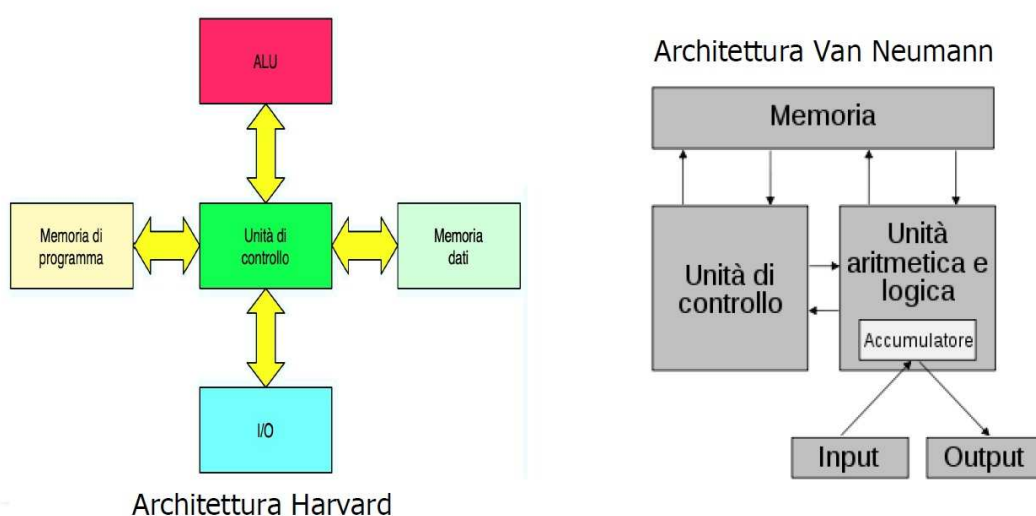 ALU
Memoria di
programma
Unità di
controllo
Memoria
dati
I/O
Architettura Harvard
Architettura Van Neumann
Memoria
Unità di
controllo
Unità
aritmetica e
logica
Accumulatore
Input
Output